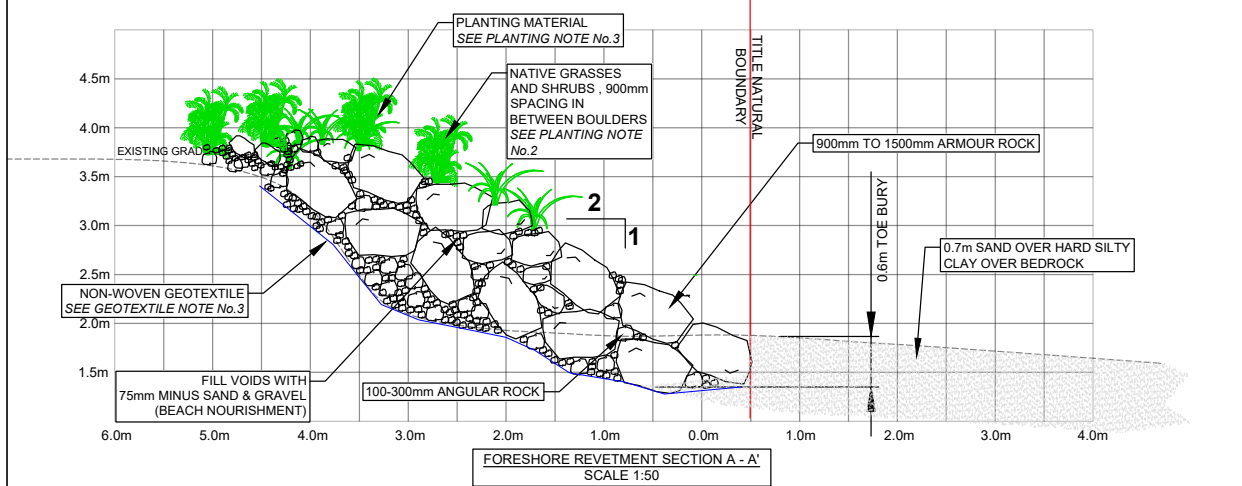 PLANTING MATERIAL
SEE PLANTING NOTE No.3
NATIVE GRASSES
AND SHRUBS , 900mm
SPACING IN
BETWEEN BOULDERS
SEE PLANTING NOTE
No.2
TITLE NATURAL
BOUNDARY
900mm TO 1500mm ARMOUR ROCK
0.6m TOE BURY
0.7m SAND OVER HARD SILTY
CLAY OVER BEDROCK
4.5m
4.0m
EXISTING GRAD
3.5m
3.0m
2.5m
2.0m
1.5m
2
1
NON-WOVEN GEOTEXTILE
SEE GEOTEXTILE NOTE No.3
FILL VOIDS WITH
75mm MINUS SAND & GRAVEL
(BEACH NOURISHMENT)
100-300mm ANGULAR ROCK
6.0m 5.0m 4.0m 3.0m 2.0m 1.0m 0.0m 1.0m 2.0m 3.0m 4.0m
FORESHORE REVETMENT SECTION A - A'
SCALE 1:50